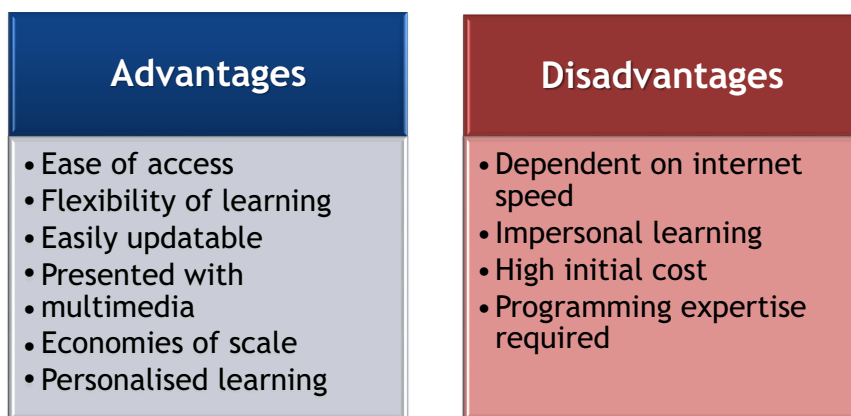 Advantages
• Ease of access
• Flexibility of learning
• Easily updatable
• Presented with
• multimedia
• Economies of scale
• Personalised learning
Disadvantages
• Dependent on internet
speed
• Impersonal learning
• High initial cost
• Programming expertise
required